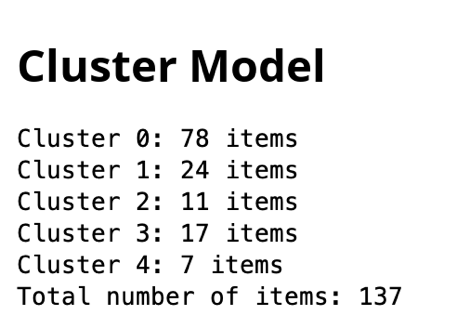 Cluster Model
Cluster 0: 78 items
Cluster 1: 24 items
Cluster 2: 11 items
Cluster 3: 17 items
Cluster 4: 7 items
Total number of items: 137